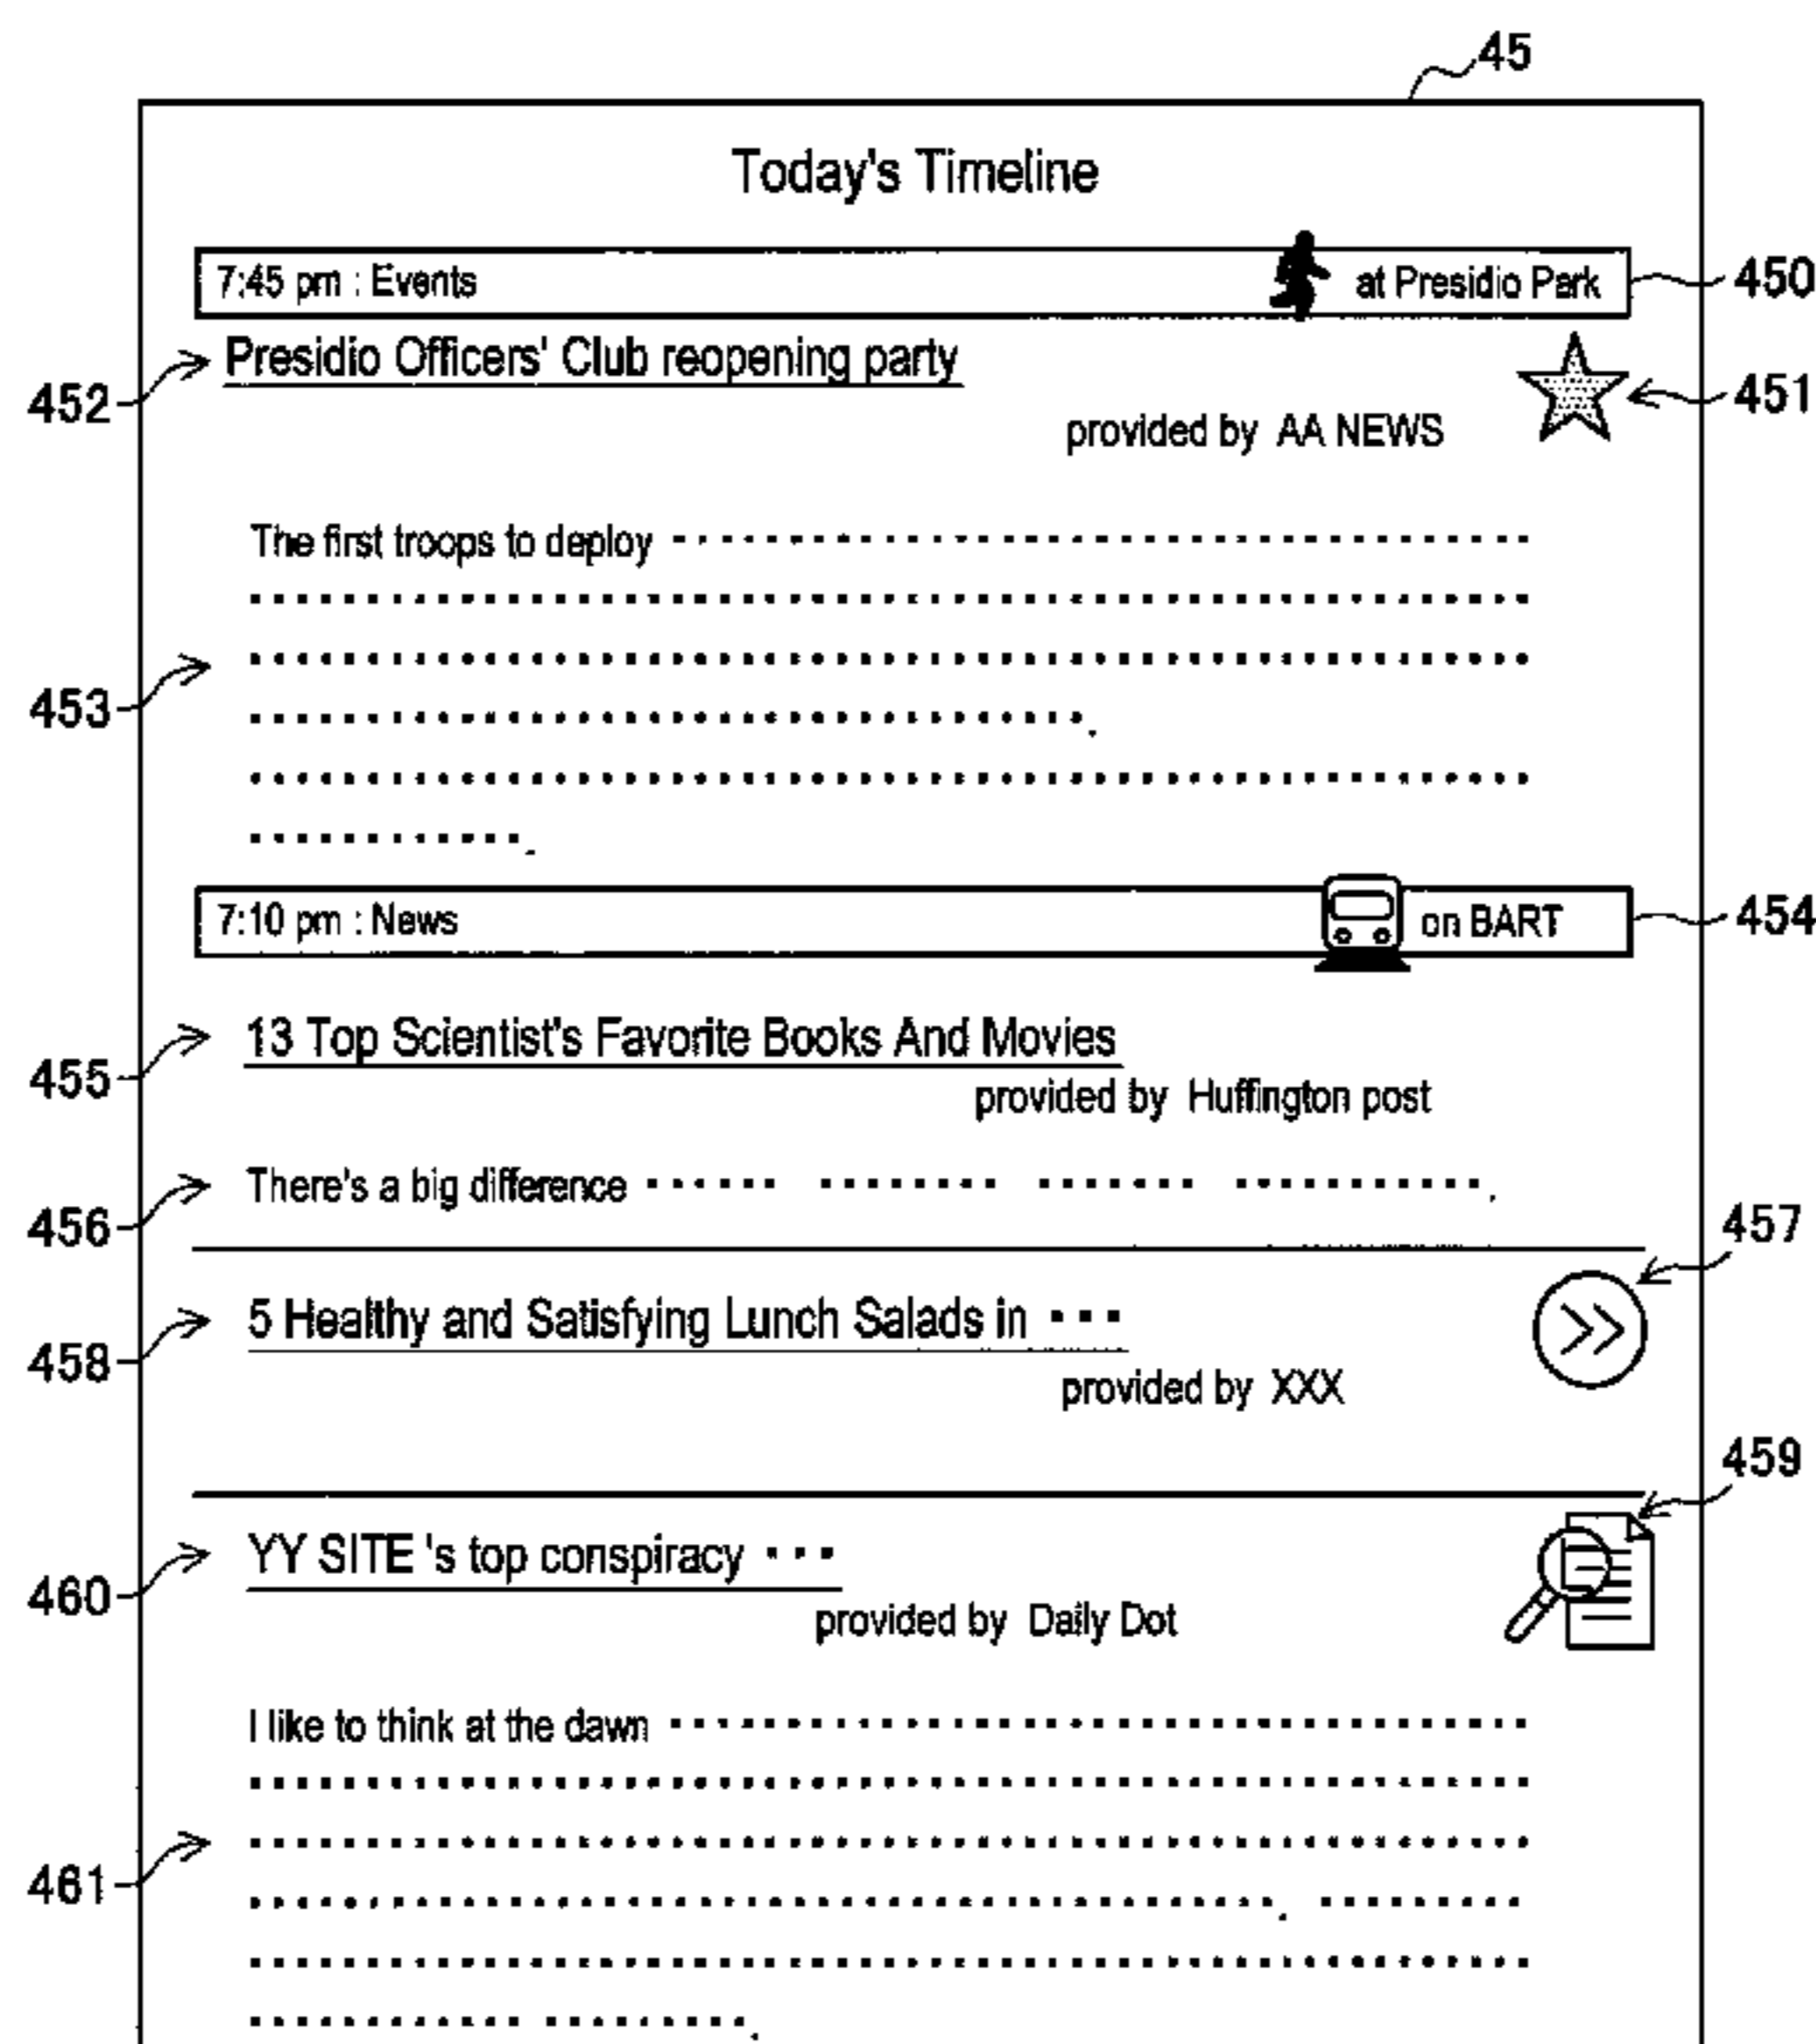 45
Today's Timeline
7:45 pm : Events at Presidio Park 450
452 Presidio Officers' Club reopening party 451
provided by AA NEWS
The first troops to deploy
453
7:10 pm : News on BART 454
455 13 Top Scientist's Favorite Books And Movies
provided by Huffington post
456 There's a big difference
457
458 5 Healthy and Satisfying Lunch Salads in ･･･
provided by XXX
459
460 YY SITE 's top conspiracy ･･･
provided by Daily Dot
I like to think at the dawn
461